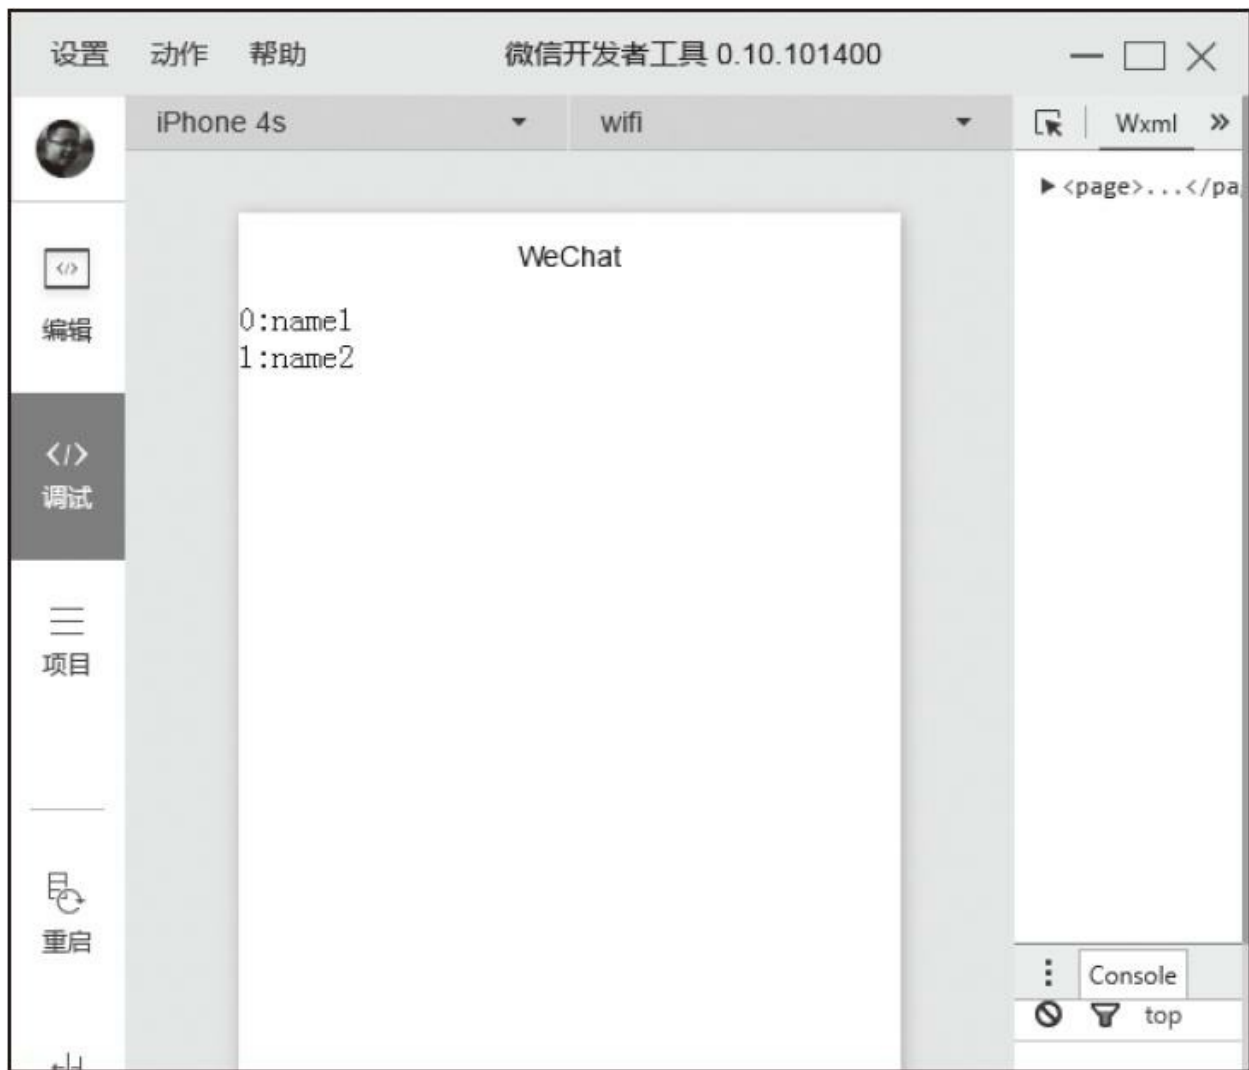 设置 动作 帮助 微信开发者工具 0.10.101400
iPhone 4s wifi Wxml »
<page>...</pa
WeChat
</>
编辑
0:name1
1:name2
</>
调试
项目
重启
Console
top